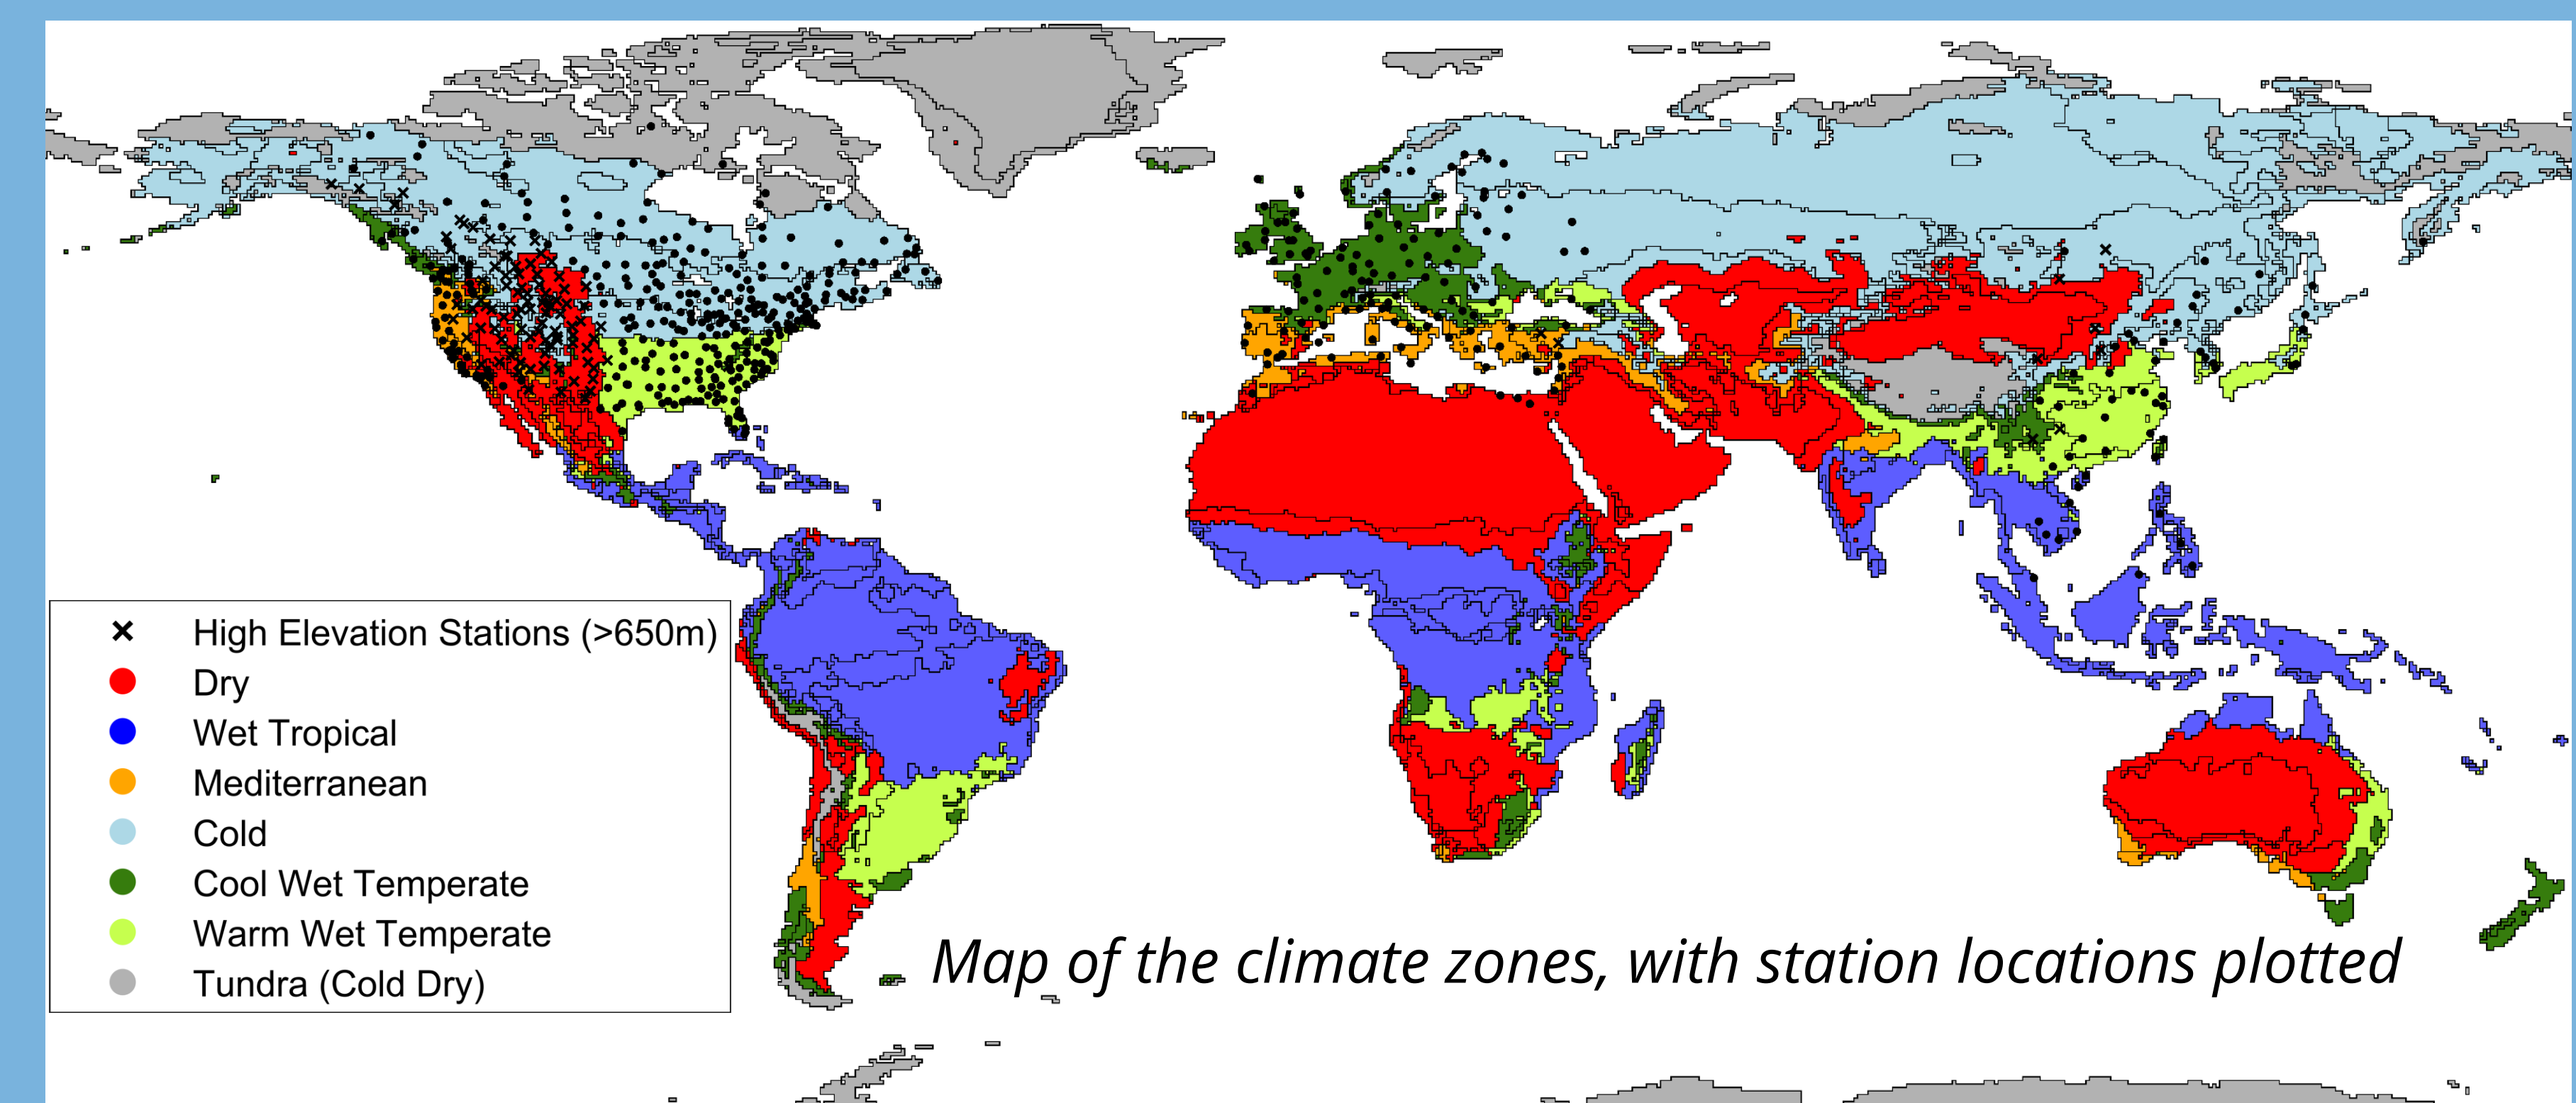 High Elevation Stations (>650m)
Dry
Wet Tropical
Mediterranean
Cold
Cool Wet Temperate
Warm Wet Temperate
Tundra (Cold Dry)
Map of the climate zones, with station locations plotted